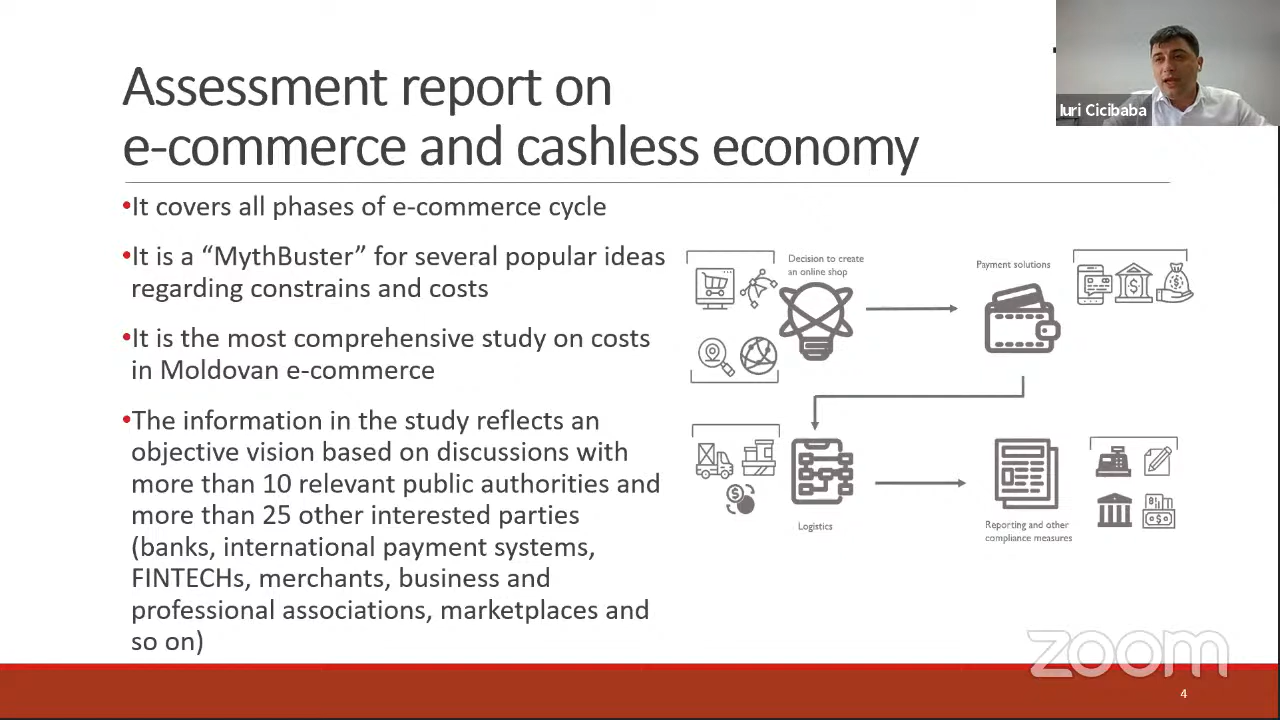 Assessment report on
e-commerce and cashless economy
Iuri Cicibaba
•It covers all phases of e-commerce cycle
•It is a “MythBuster” for several popular ideas
regarding constrains and costs
•It is the most comprehensive study on costs
in Moldovan e-commerce
•The information in the study reflects an
objective vision based on discussions with
more than 10 relevant public authorities and
more than 25 other interested parties
(banks, international payment systems,
FINTECHs, merchants, business and
professional associations, marketplaces and
so on)
Decision to create
an online shop
Payment solutions
Logistics
Reporting and other
compliance measures
zoom
4